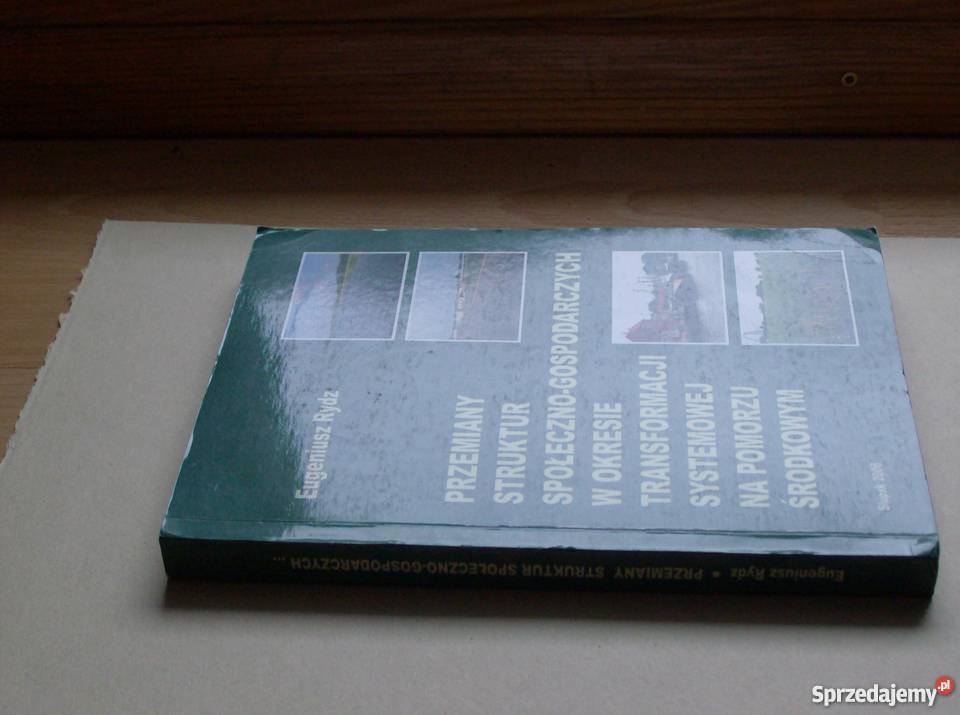 Eugeniusz Rydz
PRZEMIANY
STRUKTUR
SPOŁECZNO-GOSPODARCZYCH
W OKRESIE
TRANSFORMACJI
SYSTEMOWEJ
NA POMORZU
ŚRODKOWYM
Słupsk 2006
Eugeniusz Rydz • PRZEMIANY STRUKTUR SPOŁECZNO-GOSPODARCZYCH ...
Sprzedajemy.pl